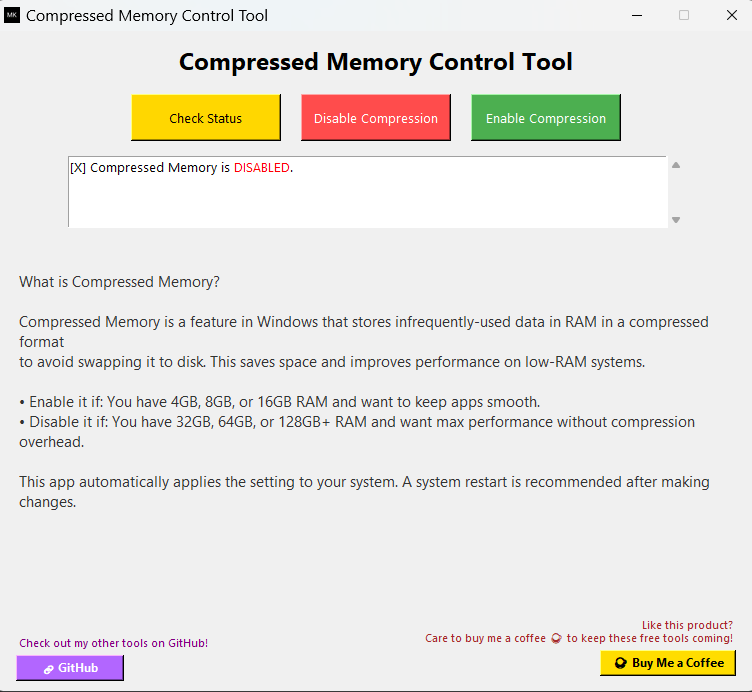 MK Compressed Memory Control Tool
Compressed Memory Control Tool
Check Status Disable Compression Enable Compression
[X] Compressed Memory is DISABLED.
What is Compressed Memory?
Compressed Memory is a feature in Windows that stores infrequently-used data in RAM in a compressed
format
to avoid swapping it to disk. This saves space and improves performance on low-RAM systems.
• Enable it if: You have 4GB, 8GB, or 16GB RAM and want to keep apps smooth.
• Disable it if: You have 32GB, 64GB, or 128GB+ RAM and want max performance without compression
overhead.
This app automatically applies the setting to your system. A system restart is recommended after making
changes.
Like this product?
Care to buy me a coffee to keep these free tools coming!
Check out my other tools on GitHub!
GitHub
Buy Me a Coffee